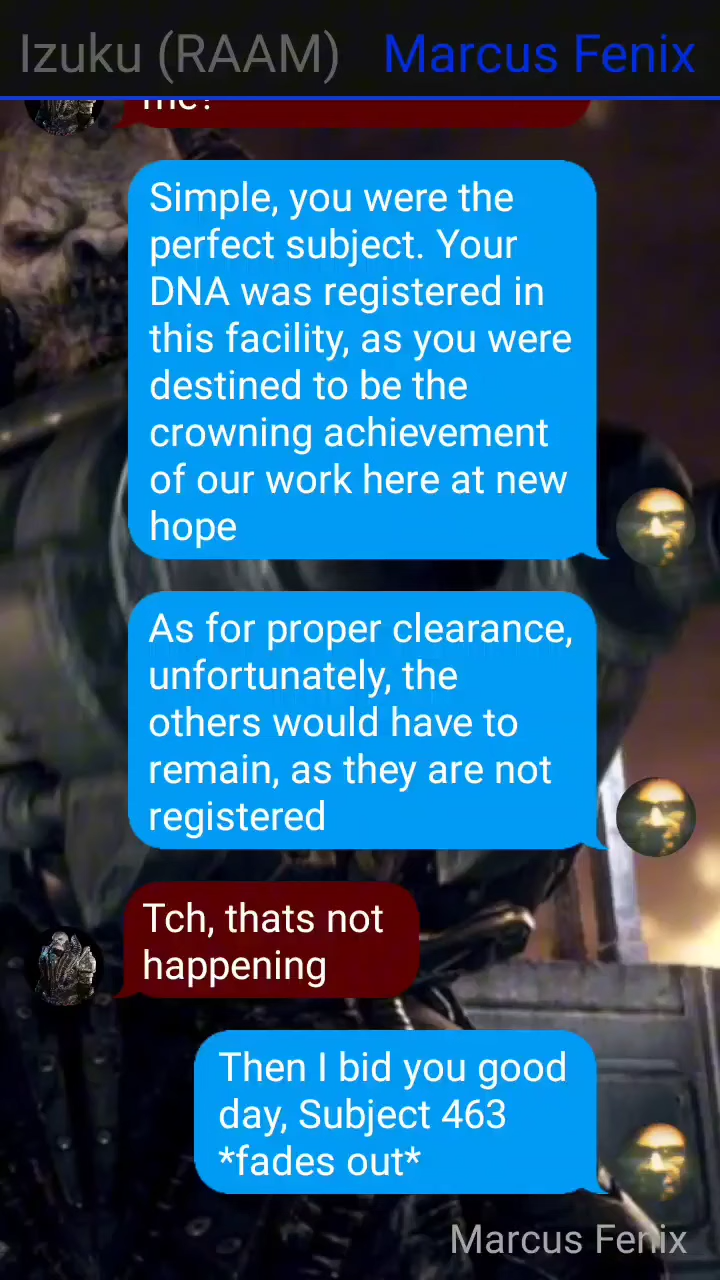 Izuku (RAAM) Marcus Fenix
me?
Simple, you were the
perfect subject. Your
DNA was registered in
this facility, as you were
destined to be the
crowning achievement
of our work here at new
hope
As for proper clearance,
unfortunately, the
others would have to
remain, as they are not
registered
Tch, thats not
happening
Then I bid you good
day, Subject 463
*fades out*
Marcus Fenix